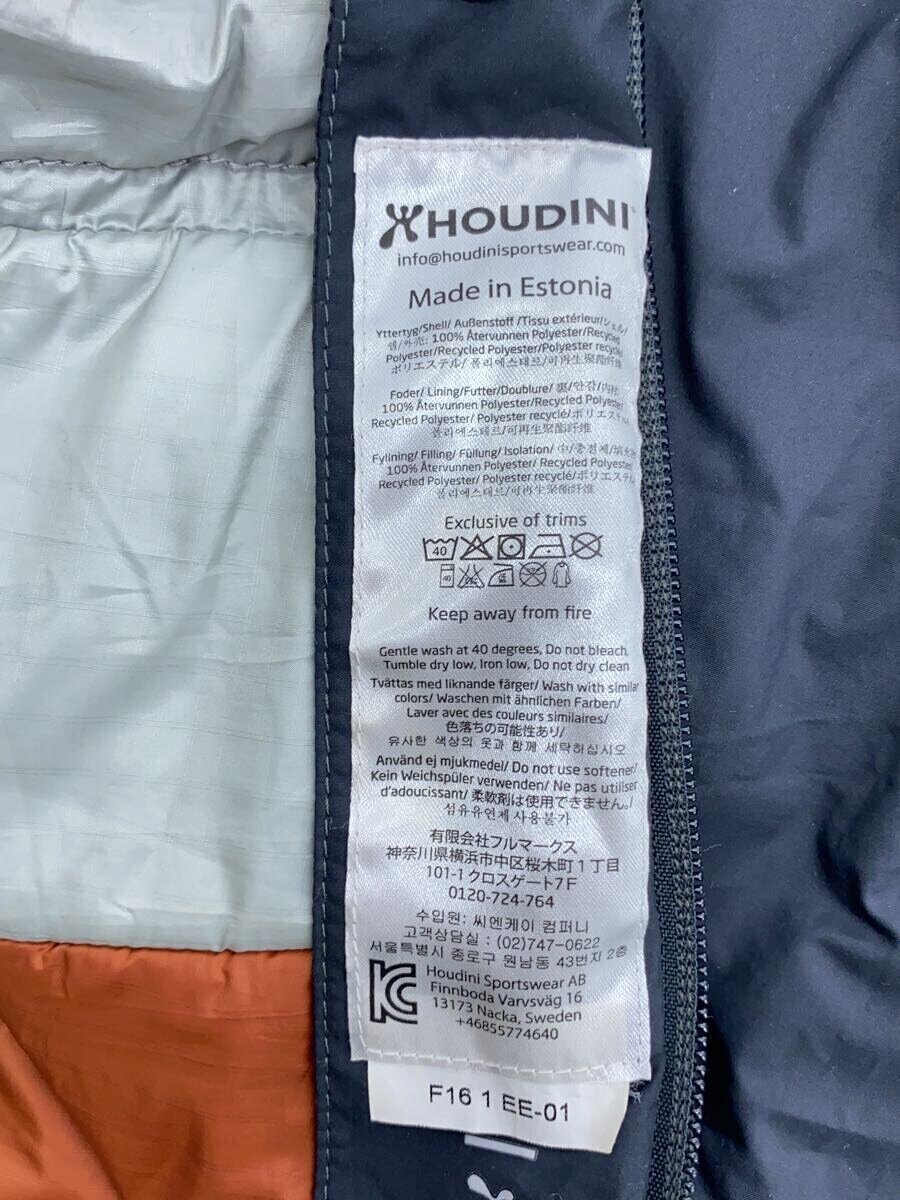 HOUDINI
info@houdinisportswear.com
Made in Estonia
Yttertyg/Shell/ Außenstoff /Tissu extérieur/シェル/
쉘/外壳: 100% Återvunnen Polyester/Recycled
Polyester/Recycled Polyester/Polyester recyclé/
ポリエステル/ 폴리에스테르/可再生聚酯纤维
Foder/ Lining/Futter/Doublure/ 裏/안감/内衬
100% Återvunnen Polyester/Recycled Polyester/
Recycled Polyester/ Polyester recyclé/ポリエステル
폴리에스테르/可再生聚酯纤维
Fyllning/ Filling/ Füllung/ Isolation/ 中/충전재/
100% Återvunnen Polyester/ Recycled Polyester/
Recycled Polyester/ Polyester recyclé/ポリエステル
폴리에스테르/可再生聚酯纤维
Exclusive of trims
40
40
Keep away from fire
Gentle wash at 40 degrees, Do not bleach,
Tumble dry low, Iron low, Do not dry clean
Tvättas med liknande färger/ Wash with similar
colors/ Waschen mit ähnlichen Farben/
Laver avec des couleurs similaires/
色落ちの可能性あり/
유사한 색상의 옷과 함께 세탁하십시오
Använd ej mjukmedel/ Do not use softener/
Kein Weichspüler verwenden/ Ne pas utiliser
d'adoucissant/ 柔軟剤は使用できません。/
섬유유연제 사용불가
有限会社フルマークス
神奈川県横浜市中区桜木町1丁目
101-1 クロスゲート7F
0120-724-764
수입원: 씨엔케이 컴퍼니
고객상담실 : (02)747-0622
서울특별시 종로구 원남동 43번지 2층
Houdini Sportswear AB
Finnboda Varvsväg 16
13173 Nacka, Sweden
+46855774640
F16 1 EE-01